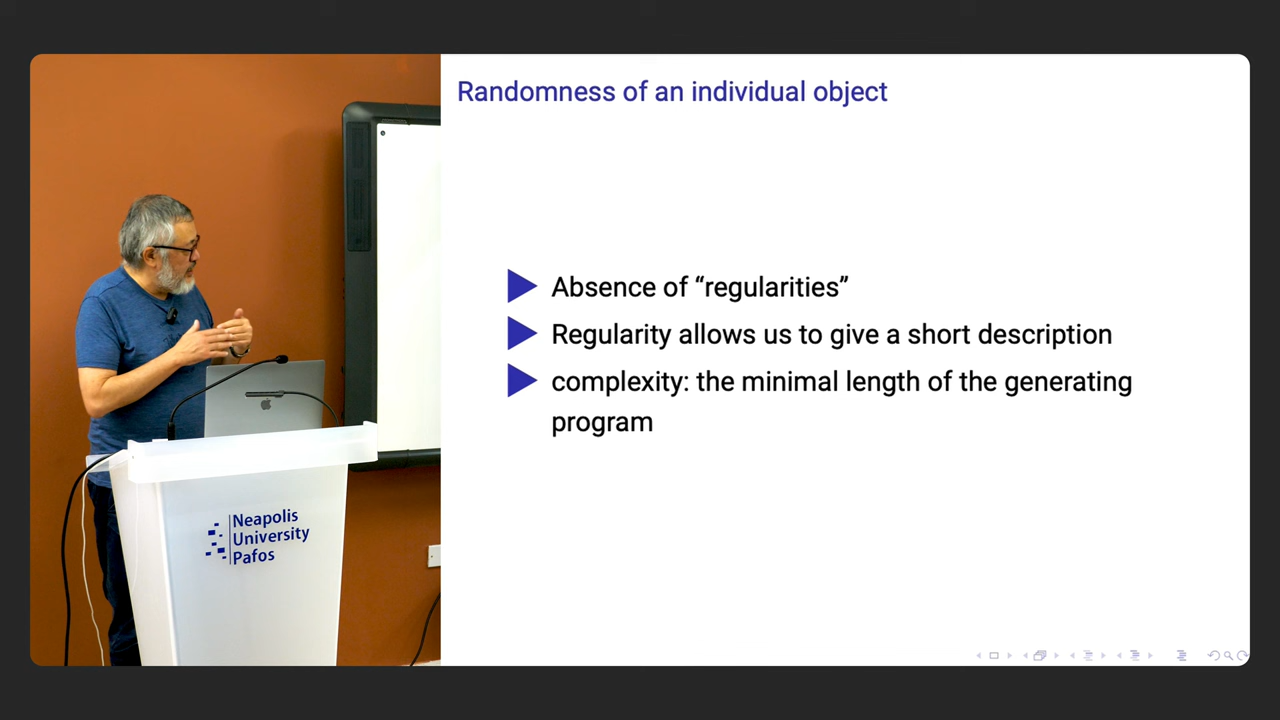 Randomness of an individual object
Absence of “regularities”
Regularity allows us to give a short description
complexity: the minimal length of the generating
program
Neapolis
University
Pafos